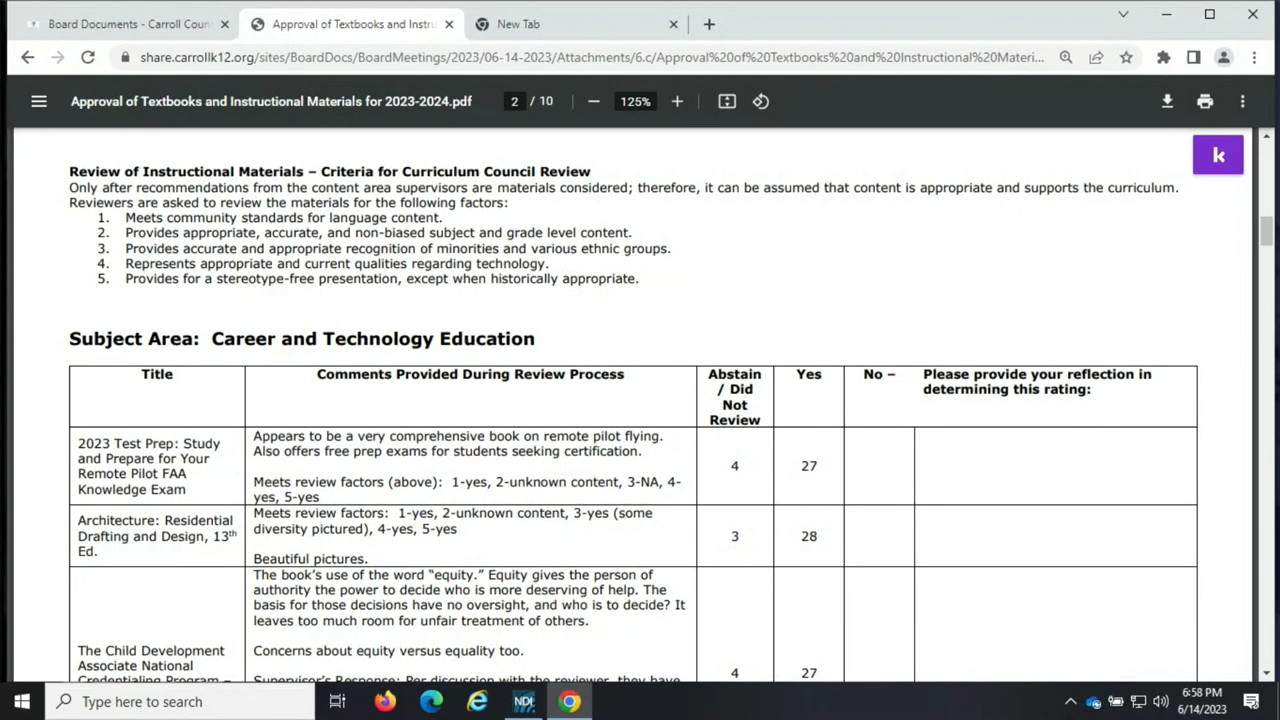 Board Documents - Carroll Coun
Approval of Textbooks and Instru
New Tab
share.carrollk12.org/sites/BoardDocs/BoardMeetings/2023/06-14-2023/Attachments/6.c/Approval%20of%20Textbooks%20and%20Instructional%20Materi...
Approval of Textbooks and Instructional Materials for 2023-2024.pdf
2 / 10
125%
k
Review of Instructional Materials – Criteria for Curriculum Council Review
Only after recommendations from the content area supervisors are materials considered; therefore, it can be assumed that content is appropriate and supports the curriculum.
Reviewers are asked to review the materials for the following factors:
1. Meets community standards for language content.
2. Provides appropriate, accurate, and non-biased subject and grade level content.
3. Provides accurate and appropriate recognition of minorities and various ethnic groups.
4. Represents appropriate and current qualities regarding technology.
5. Provides for a stereotype-free presentation, except when historically appropriate.
Subject Area: Career and Technology Education
Title
Comments Provided During Review Process
Abstain
/ Did
Not
Review
Yes
No –
Please provide your reflection in
determining this rating:
2023 Test Prep: Study
and Prepare for Your
Remote Pilot FAA
Knowledge Exam
Appears to be a very comprehensive book on remote pilot flying.
Also offers free prep exams for students seeking certification.
Meets review factors (above): 1-yes, 2-unknown content, 3-NA, 4-
yes, 5-yes
4
27
Architecture: Residential
Drafting and Design, 13th
Ed.
Meets review factors: 1-yes, 2-unknown content, 3-yes (some
diversity pictured), 4-yes, 5-yes
Beautiful pictures.
3
28
The Child Development
Associate National
Credentialing Program –
The book's use of the word "equity." Equity gives the person of
authority the power to decide who is more deserving of help. The
basis for those decisions have no oversight, and who is to decide? It
leaves too much room for unfair treatment of others.
Concerns about equity versus equality too.
Supervisor's Response: Per discussion with the reviewer, they have
4
27
Type here to search
NDI
6:58 PM
6/14/2023